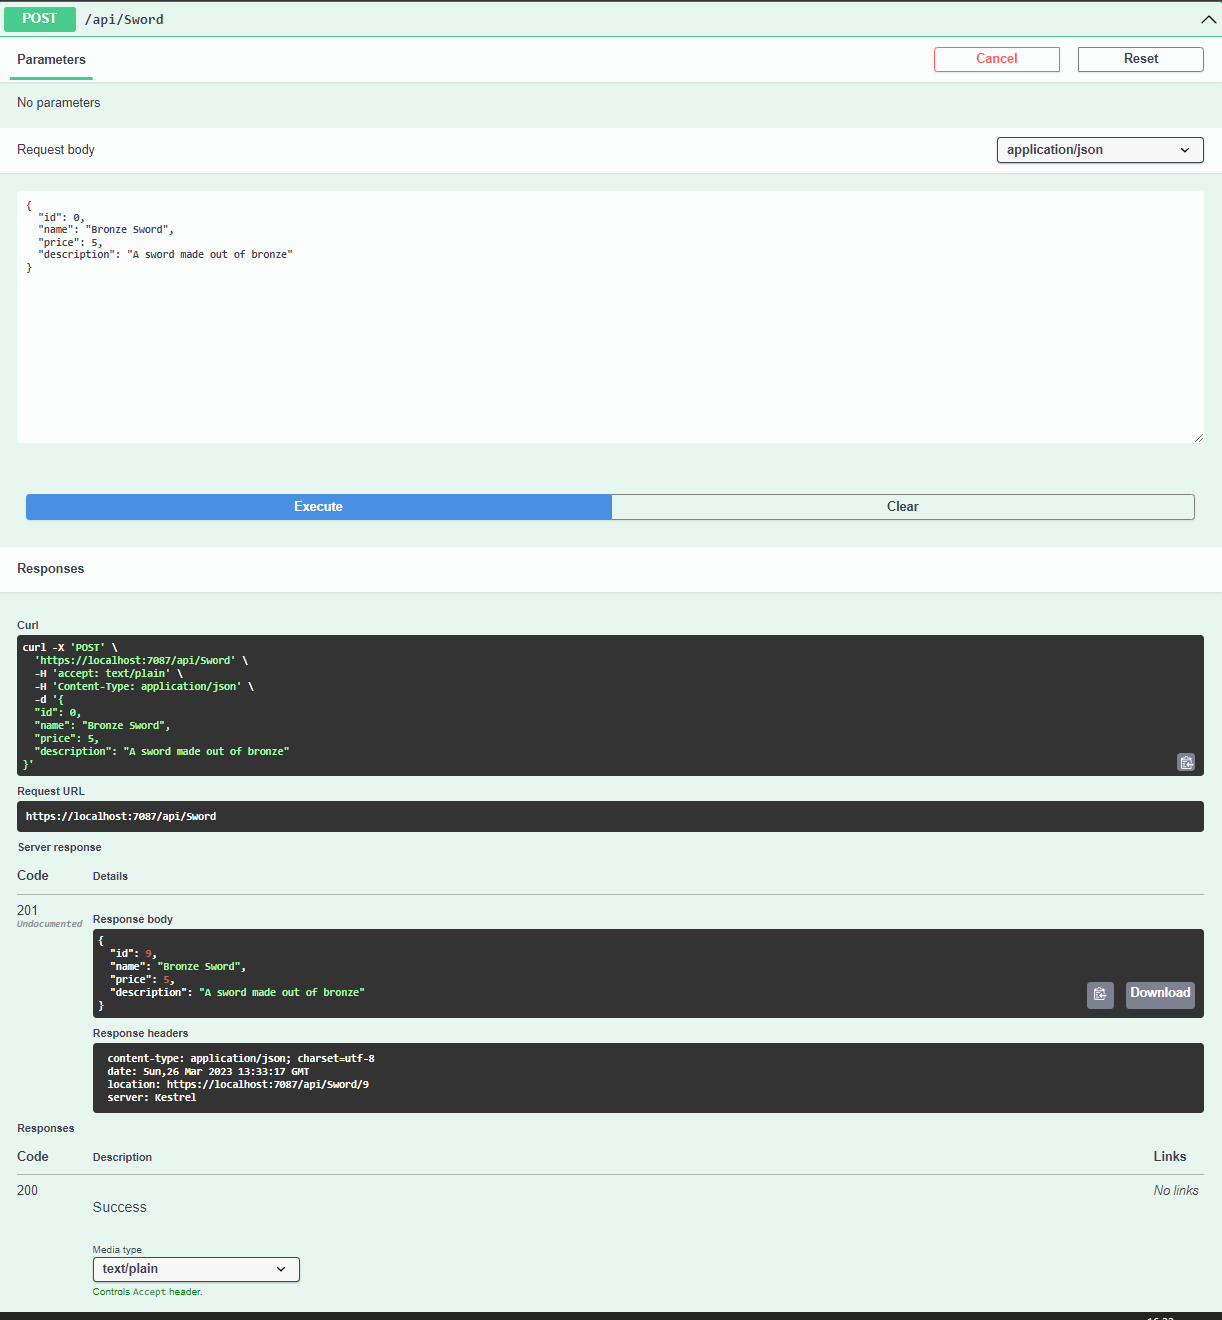 POST /api/Sword
Parameters
Cancel
Reset
No parameters
Request body
application/json
{
  "id": 0,
  "name": "Bronze Sword",
  "price": 5,
  "description": "A sword made out of bronze"
}
Execute
Clear
Responses
Curl
curl -X 'POST' \
  'https://localhost:7087/api/Sword' \
  -H 'accept: text/plain' \
  -H 'Content-Type: application/json' \
  -d '{
  "id": 0,
  "name": "Bronze Sword",
  "price": 5,
  "description": "A sword made out of bronze"
}'
Request URL
https://localhost:7087/api/Sword
Server response
Code Details
201
Undocumented
Response body
{
  "id": 9,
  "name": "Bronze Sword",
  "price": 5,
  "description": "A sword made out of bronze"
}
Download
Response headers
content-type: application/json; charset=utf-8
date: Sun,26 Mar 2023 13:33:17 GMT
location: https://localhost:7087/api/Sword/9
server: Kestrel
Responses
Code Description Links
200
Success
No links
Media type
text/plain
Controls Accept header.